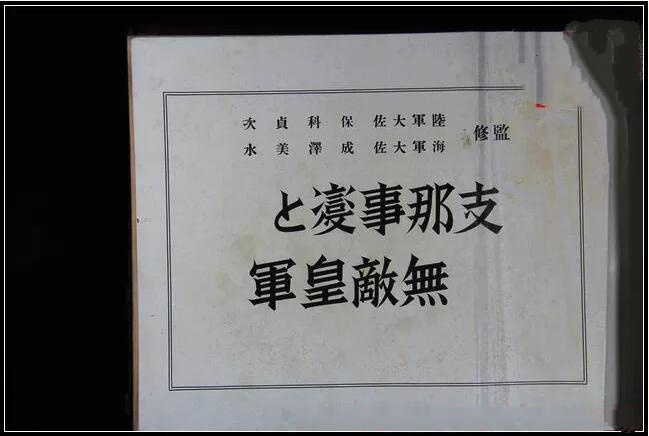 監修
陸軍大佐 保科貞次
海軍大佐 成澤美水
支那事變と
無敵皇軍